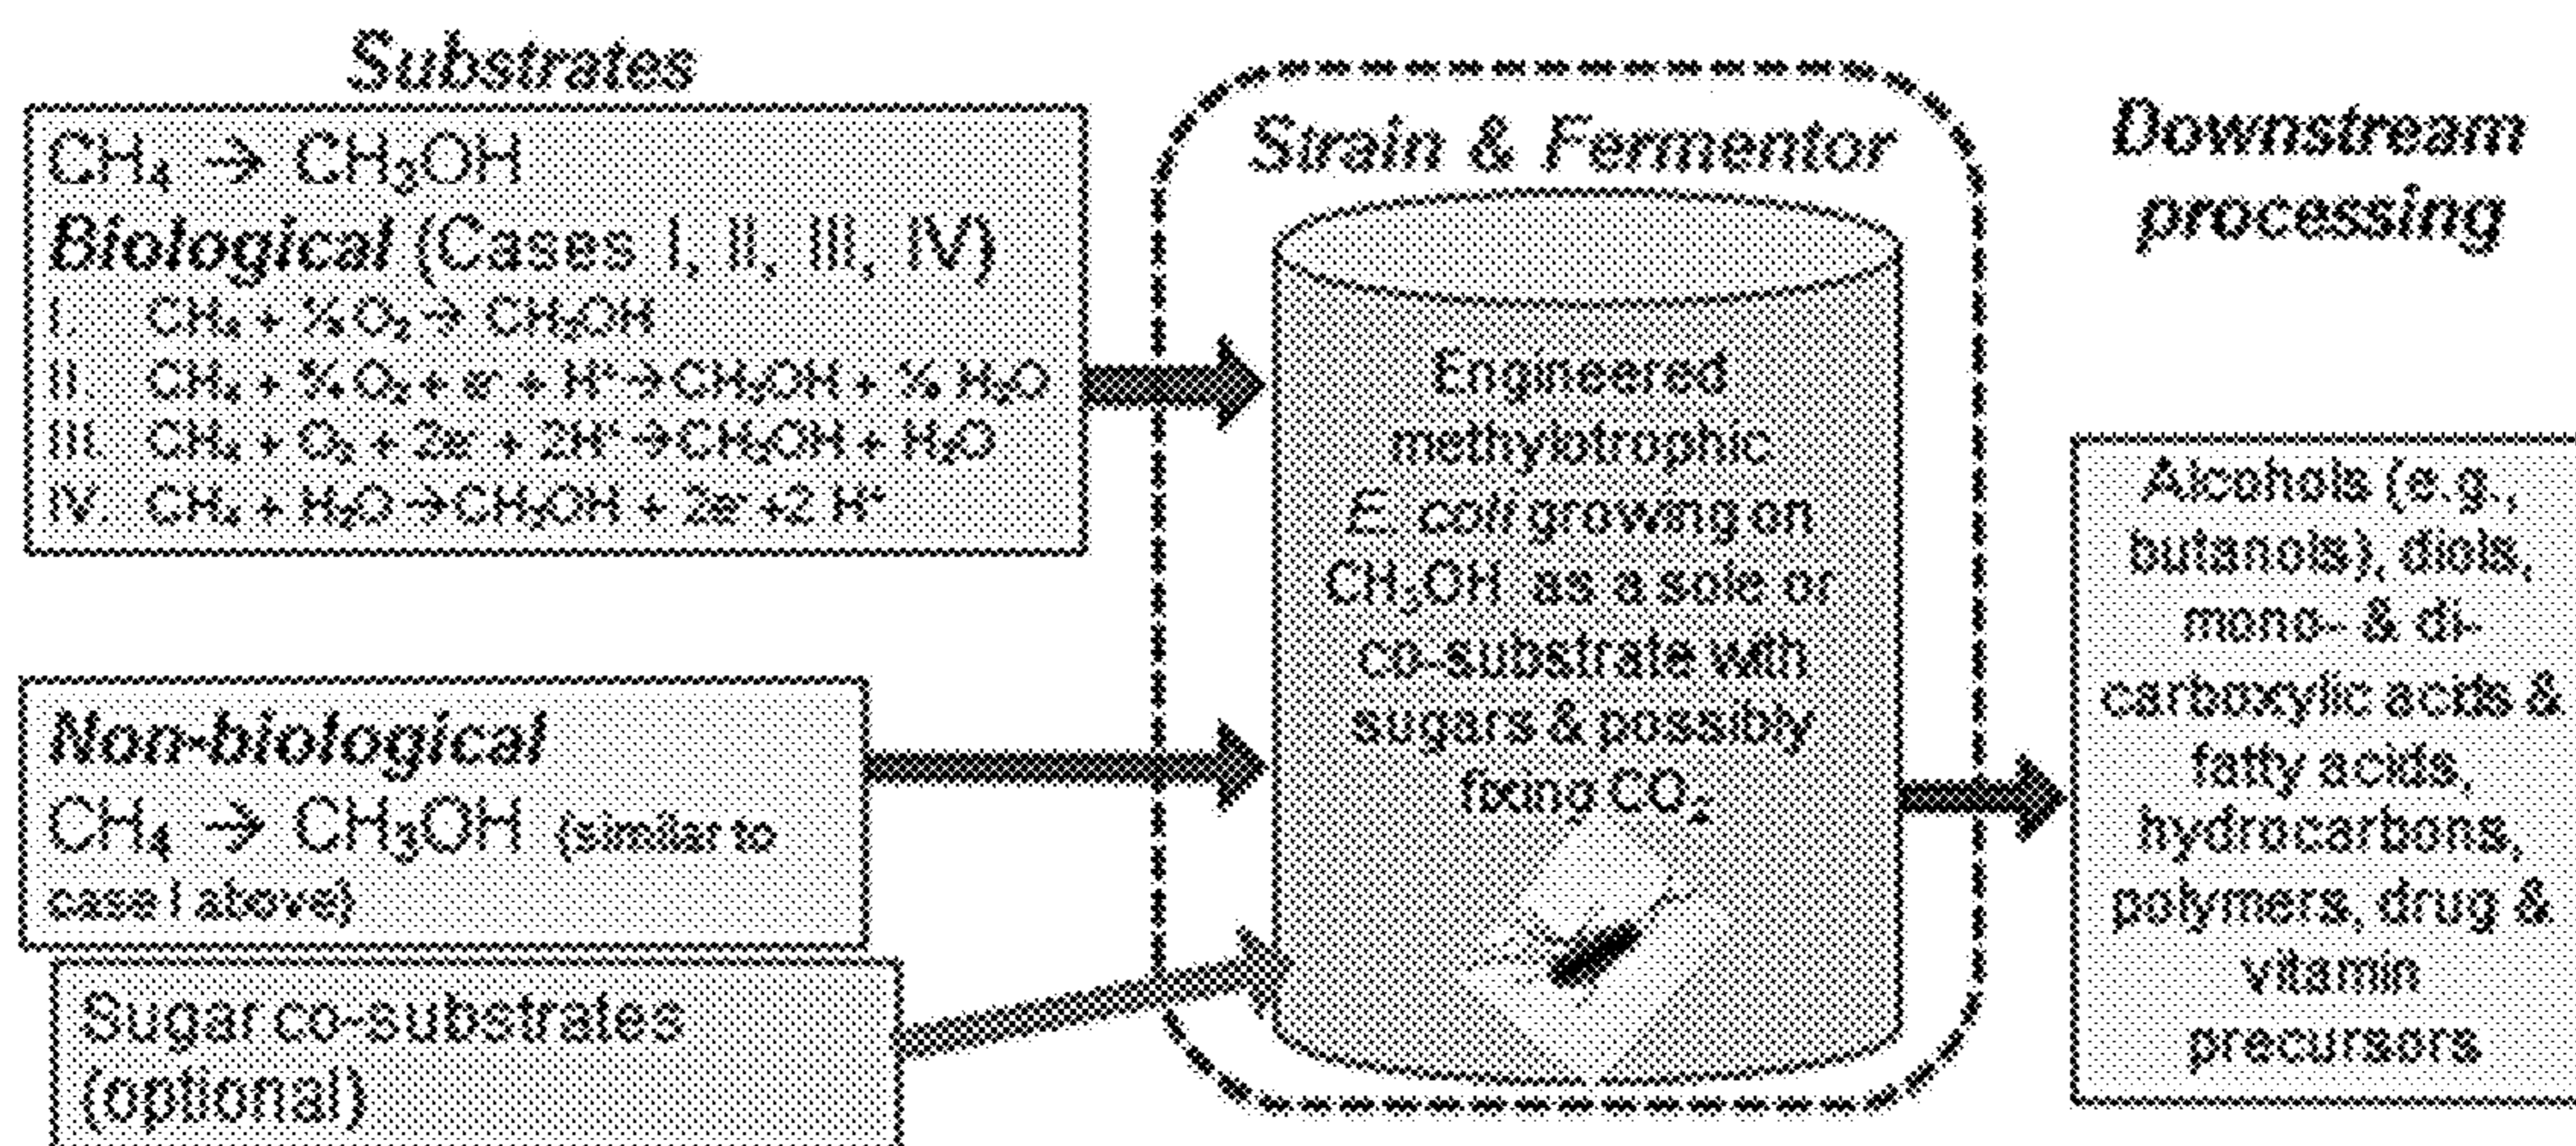 Substrates
CH₄ → CH₃OH
Biological (Cases I, II, III, IV)
I. CH₄ + ½ O₂ → CH₃OH
II. CH₄ + ¾ O₂ + e⁻ + H⁺ → CH₃OH + ½ H₂O
III. CH₄ + O₂ + 2e⁻ + 2H⁺ → CH₃OH + H₂O
IV. CH₄ + H₂O → CH₃OH + 2e⁻ + 2 H⁺
Non-biological
CH₄ → CH₃OH (similar to
case I above)
Sugar co-substrates
(optional)
Strain & Fermentor
Engineered
methylotrophic
E. coli growing on
CH₃OH as a sole or
co-substrate with
sugars & possibly
fixing CO₂
Downstream
processing
Alcohols (e.g.,
butanols), diols,
mono- & di-
carboxylic acids &
fatty acids,
hydrocarbons,
polymers, drug &
vitamin
precursors